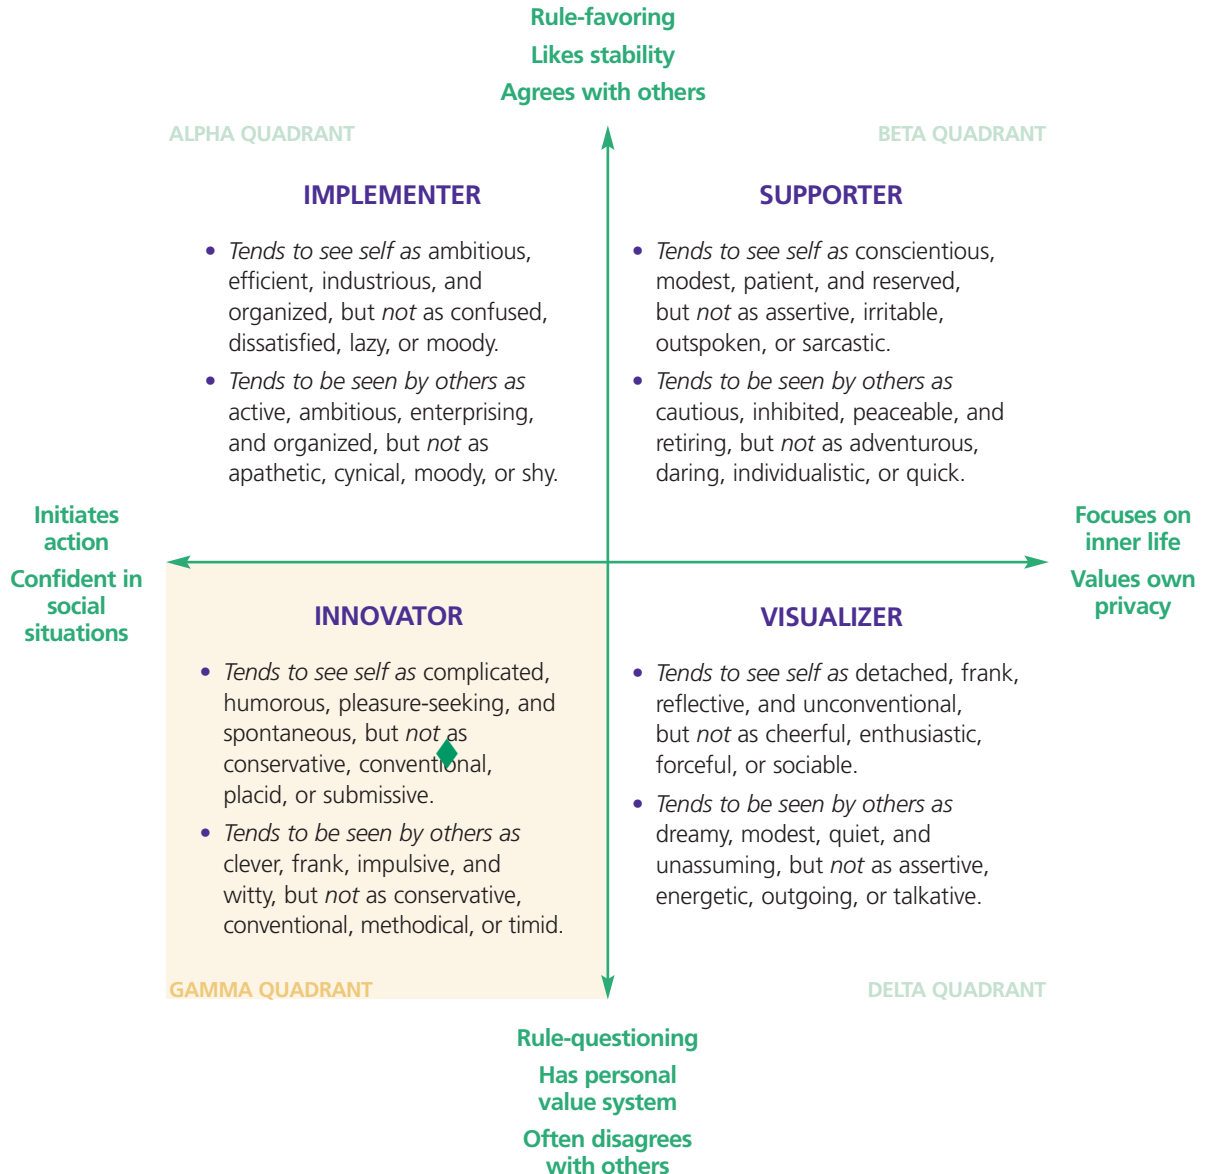 Rule-favoring
Likes stability
Agrees with others
ALPHA QUADRANT
BETA QUADRANT
IMPLEMENTER
• Tends to see self as ambitious,
efficient, industrious, and
organized, but not as confused,
dissatisfied, lazy, or moody.
• Tends to be seen by others as
active, ambitious, enterprising,
and organized, but not as
apathetic, cynical, moody, or shy.
SUPPORTER
• Tends to see self as conscientious,
modest, patient, and reserved,
but not as assertive, irritable,
outspoken, or sarcastic.
• Tends to be seen by others as
cautious, inhibited, peaceable, and
retiring, but not as adventurous,
daring, individualistic, or quick.
Initiates
action
Confident in
social
situations
Focuses on
inner life
Values own
privacy
INNOVATOR
• Tends to see self as complicated,
humorous, pleasure-seeking, and
spontaneous, but not as
conservative, conventional,
placid, or submissive.
• Tends to be seen by others as
clever, frank, impulsive, and
witty, but not as conservative,
conventional, methodical, or timid.
VISUALIZER
• Tends to see self as detached, frank,
reflective, and unconventional,
but not as cheerful, enthusiastic,
forceful, or sociable.
• Tends to be seen by others as
dreamy, modest, quiet, and
unassuming, but not as assertive,
energetic, outgoing, or talkative.
GAMMA QUADRANT
DELTA QUADRANT
Rule-questioning
Has personal
value system
Often disagrees
with others